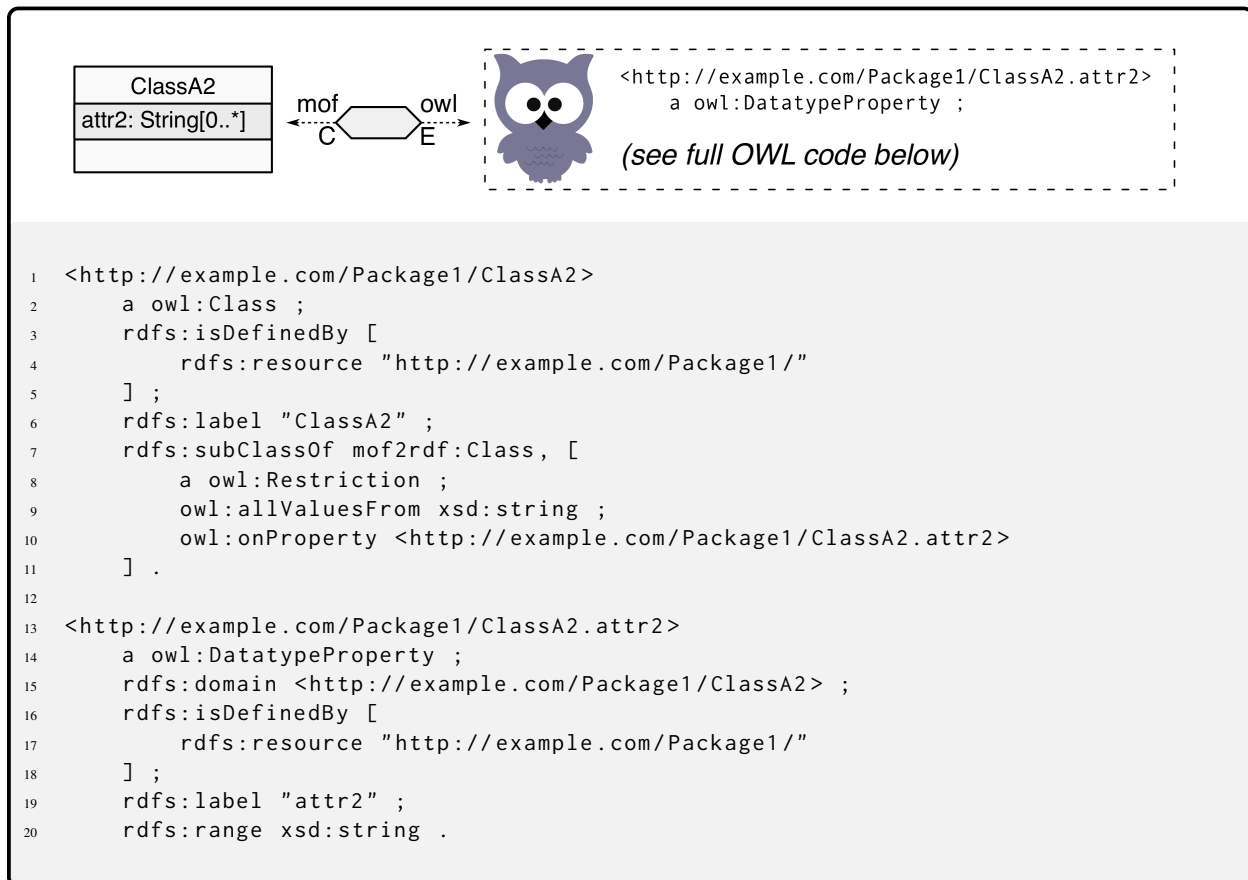 ClassA2
attr2: String[0..*]
mof
C
owl
E
<http://example.com/Package1/ClassA2.attr2>
    a owl:DatatypeProperty ;
(see full OWL code below)
1 <http://example.com/Package1/ClassA2>
2     a owl:Class ;
3     rdfs:isDefinedBy [
4         rdfs:resource "http://example.com/Package1/"
5     ] ;
6     rdfs:label "ClassA2" ;
7     rdfs:subClassOf mof2rdf:Class, [
8         a owl:Restriction ;
9         owl:allValuesFrom xsd:string ;
10         owl:onProperty <http://example.com/Package1/ClassA2.attr2>
11     ] .
12
13 <http://example.com/Package1/ClassA2.attr2>
14     a owl:DatatypeProperty ;
15     rdfs:domain <http://example.com/Package1/ClassA2> ;
16     rdfs:isDefinedBy [
17         rdfs:resource "http://example.com/Package1/"
18     ] ;
19     rdfs:label "attr2" ;
20     rdfs:range xsd:string .